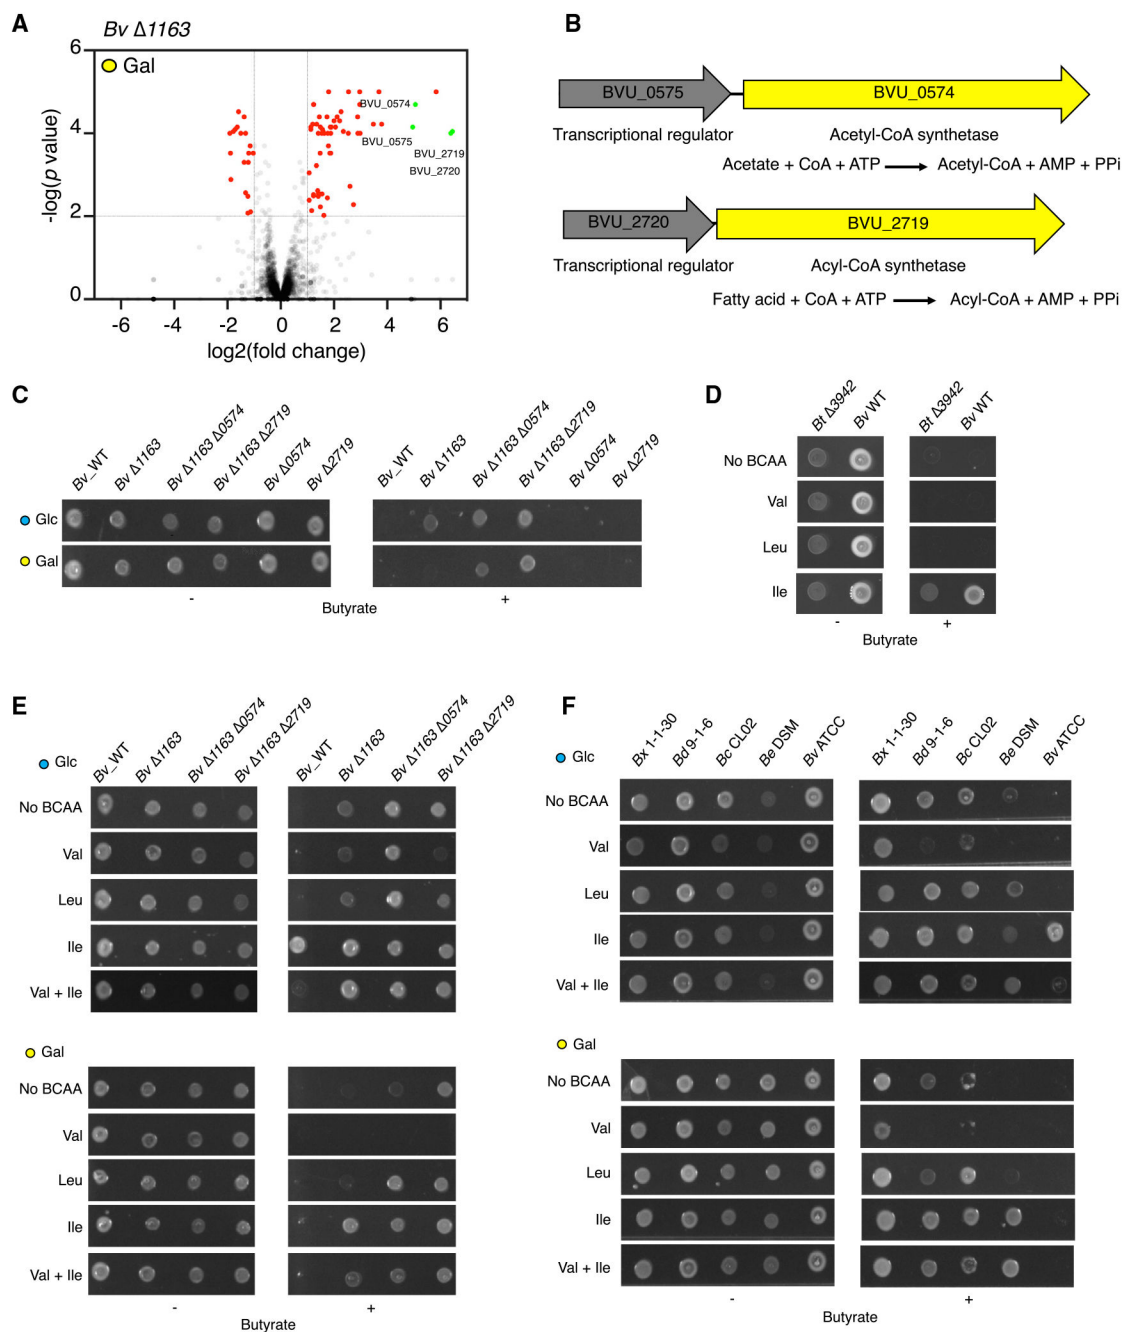 A
Bv Δ1163
Gal
6
4
2
0
-log(p value)
BVU_0574
BVU_0575
BVU_2719
BVU_2720
-6 -4 -2 0 2 4 6
log2(fold change)
B
BVU_0575 BVU_0574
Transcriptional regulator Acetyl-CoA synthetase
Acetate + CoA + ATP Acetyl-CoA + AMP + PPi
BVU_2720 BVU_2719
Transcriptional regulator Acyl-CoA synthetase
Fatty acid + CoA + ATP Acyl-CoA + AMP + PPi
C
Bv_WT Bv Δ1163 Bv Δ1163 Δ0574 Bv Δ1163 Δ2719 Bv Δ0574 Bv Δ2719
Bv_WT Bv Δ1163 Bv Δ1163 Δ0574 Bv Δ1163 Δ2719 Bv Δ0574 Bv Δ2719
Glc
Gal
- +
Butyrate
D
Bt Δ3942 Bv WT Bt Δ3942 Bv WT
No BCAA
Val
Leu
Ile
- +
Butyrate
E
Bv_WT Bv Δ1163 Bv Δ1163 Δ0574 Bv Δ1163 Δ2719
Bv_WT Bv Δ1163 Bv Δ1163 Δ0574 Bv Δ1163 Δ2719
Glc
No BCAA
Val
Leu
Ile
Val + Ile
Gal
No BCAA
Val
Leu
Ile
Val + Ile
- +
Butyrate
F
Bx 1-1-30 Bd 9-1-6 Bc CL02 Be DSM Bv ATCC
Bx 1-1-30 Bd 9-1-6 Bc CL02 Be DSM Bv ATCC
Glc
No BCAA
Val
Leu
Ile
Val + Ile
Gal
No BCAA
Val
Leu
Ile
Val + Ile
- +
Butyrate